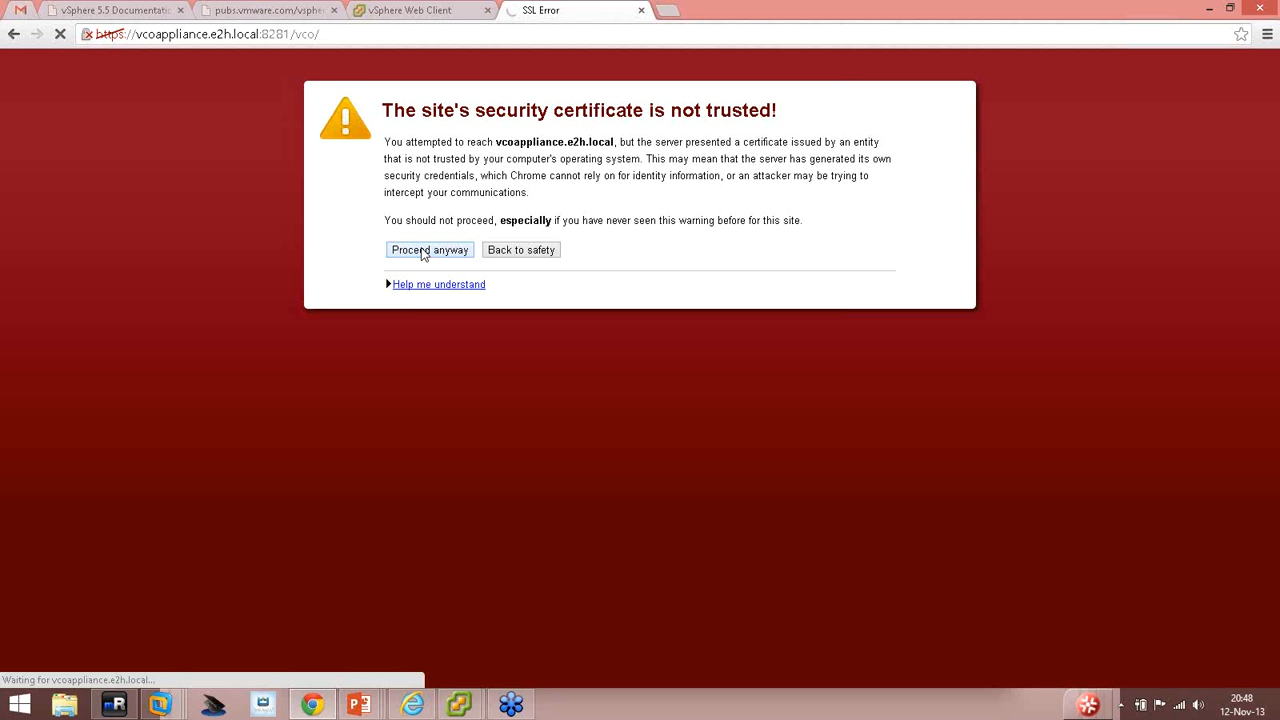 vSphere 5.5 Documentati
pubs.vmware.com/vsphe
vSphere Web Client
SSL Error
https://vcoappliance.e2h.local:8281/vco/
The site's security certificate is not trusted!
You attempted to reach vcoappliance.e2h.local, but the server presented a certificate issued by an entity
that is not trusted by your computer's operating system. This may mean that the server has generated its own
security credentials, which Chrome cannot rely on for identity information, or an attacker may be trying to
intercept your communications.
You should not proceed, especially if you have never seen this warning before for this site.
Proceed anyway
Back to safety
Help me understand
Waiting for vcoappliance.e2h.local...
20:48
12-Nov-13